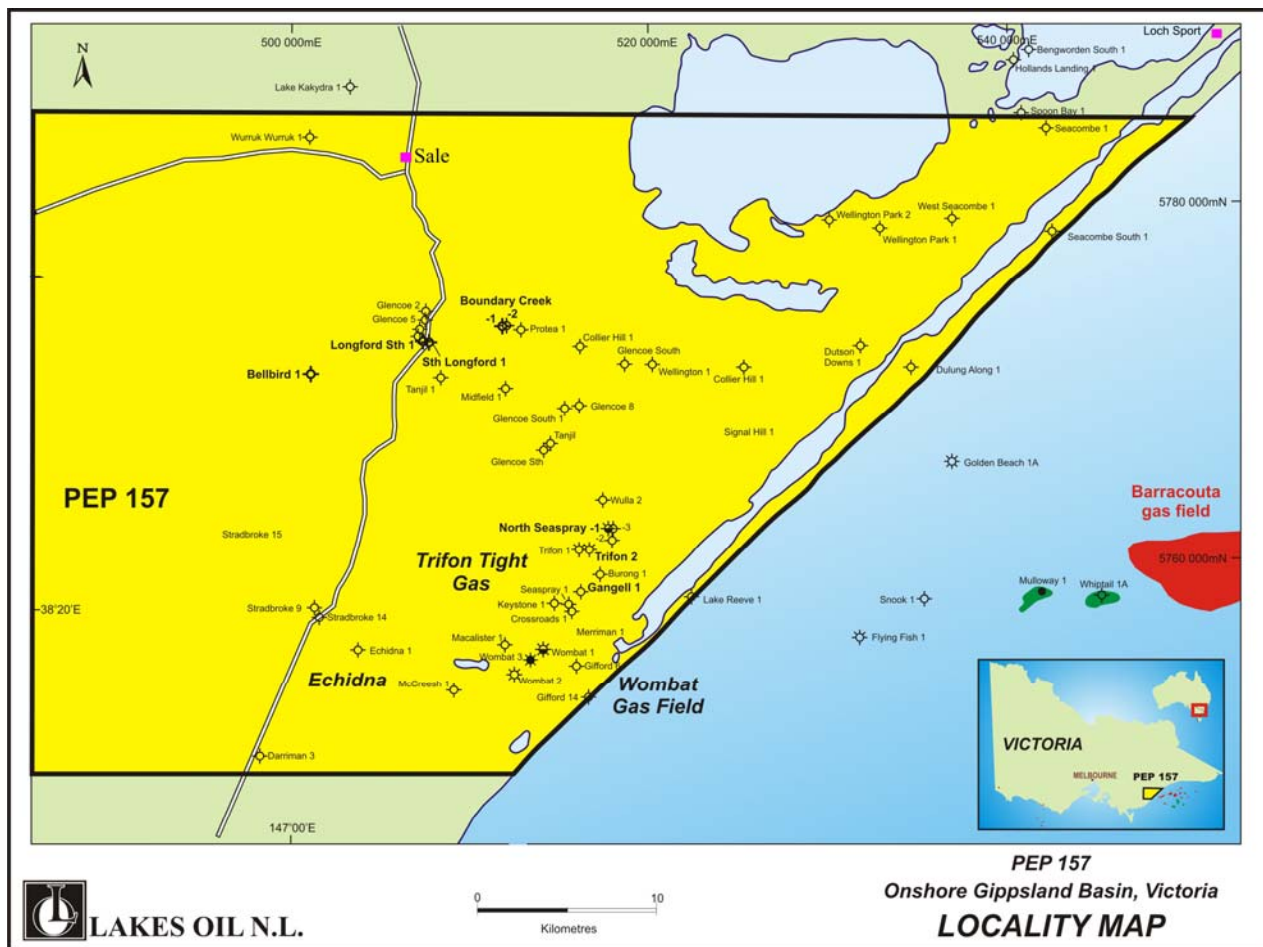 500 000mE
520 000mE
540 000mE
Loch Sport
N
Bengworden South 1
Hollands Landing 1
Lake Kakydra 1
Spoon Bay 1
Wurruk Wurruk 1
Seacombe 1
Sale
5780 000mN
Wellington Park 2
West Seacombe 1
Wellington Park 1
Seacombe South 1
Boundary Creek
-1
-2
Glencoe 2
Glencoe 5
Protea 1
Longford Sth 1
Collier Hill 1
Dutson
Downs 1
Sth Longford 1
Glencoe South
Wellington 1
Collier Hill 1
Dulung Along 1
Bellbird 1
Tanjil 1
Midfield 1
Glencoe South 1
Glencoe 8
Signal Hill 1
Tanjil
Glencoe Sth
Golden Beach 1A
PEP 157
Barracouta
gas field
Wulla 2
North Seaspray -1
-3
-2
Stradbroke 15
Trifon 1
Trifon 2
Trifon Tight
Gas
5760 000mN
Burong 1
Seaspray 1
Gangell 1
Mulloway 1
Whiptail 1A
Keystone 1
Lake Reeve 1
Snook 1
Stradbroke 9
38°20'
Stradbroke 14
Crossroads 1
Merriman 1
Flying Fish 1
Macalister 1
Echidna 1
Wombat 3
Wombat 1
Gifford
Echidna
McCreesh 1
Wombat 2
Wombat
Gas Field
Gifford 14
Darriman 3
VICTORIA
MELBOURNE
PEP 157
147°00'E
PEP 157
Onshore Gippsland Basin, Victoria
LOCALITY MAP
LAKES OIL N.L.
0
10
Kilometres